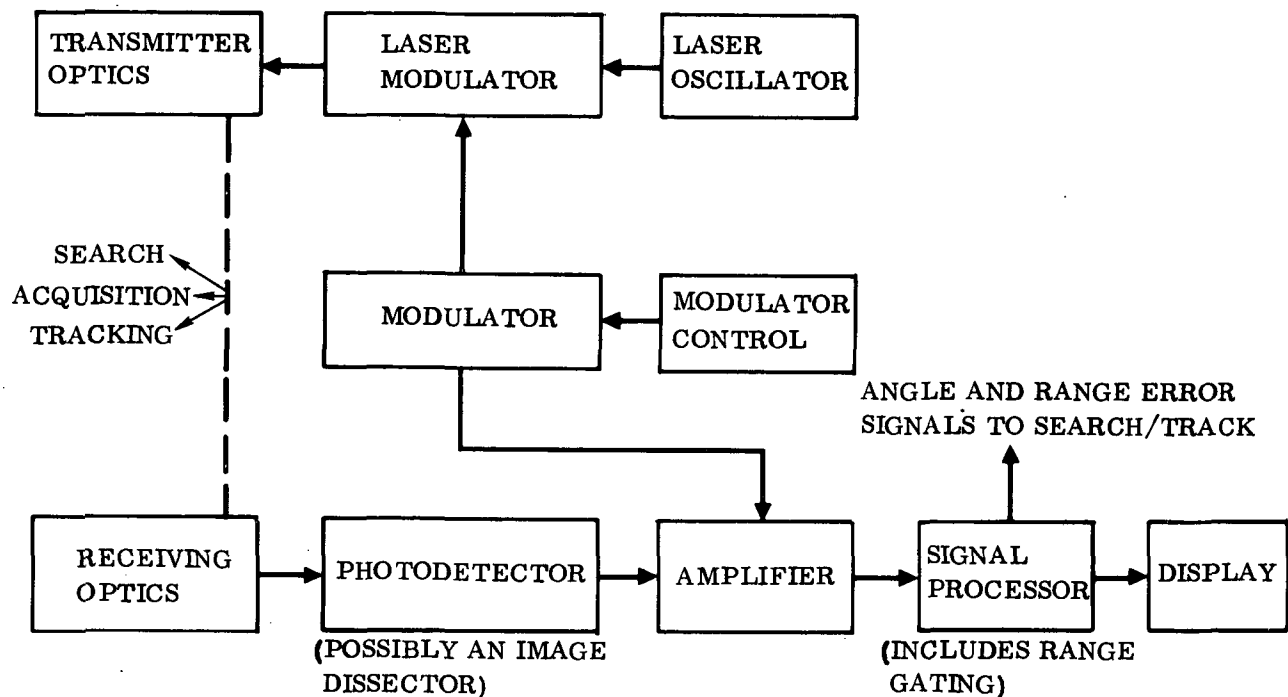 TRANSMITTER
OPTICS
LASER
MODULATOR
LASER
OSCILLATOR
SEARCH
ACQUISITION
TRACKING
MODULATOR
MODULATOR
CONTROL
ANGLE AND RANGE ERROR
SIGNALS TO SEARCH/TRACK
RECEIVING
OPTICS
PHOTODETECTOR
(POSSIBLY AN IMAGE
DISSECTOR)
AMPLIFIER
SIGNAL
PROCESSOR
(INCLUDES RANGE
GATING)
DISPLAY